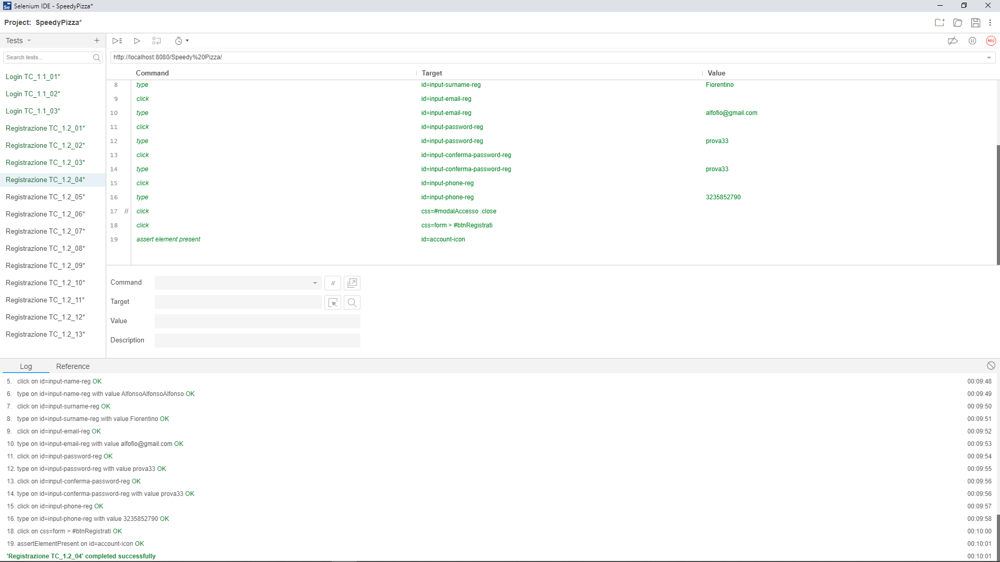 Selenium IDE - SpeedyPizza*
Project: SpeedyPizza*
Tests
Search tests...
Login TC_1.1_01*
Login TC_1.1_02*
Login TC_1.1_03*
Registrazione TC_1.2_01*
Registrazione TC_1.2_02*
Registrazione TC_1.2_03*
Registrazione TC_1.2_04*
Registrazione TC_1.2_05*
Registrazione TC_1.2_06*
Registrazione TC_1.2_07*
Registrazione TC_1.2_08*
Registrazione TC_1.2_09*
Registrazione TC_1.2_10*
Registrazione TC_1.2_11*
Registrazione TC_1.2_12*
Registrazione TC_1.2_13*
REC
http://localhost:8080/Speedy%20Pizza/
Command Target Value
8 type id=input-surname-reg Fiorentino
9 click id=input-email-reg
10 type id=input-email-reg alfofio@gmail.com
11 click id=input-password-reg
12 type id=input-password-reg prova33
13 click id=input-conferma-password-reg
14 type id=input-conferma-password-reg prova33
15 click id=input-phone-reg
16 type id=input-phone-reg 3235852790
17 // click css=#modalAccesso .close
18 click css=form > #btnRegistrati
19 assert element present id=account-icon
Command //
Target
Value
Description
Log Reference
5. click on id=input-name-reg OK 00:09:48
6. type on id=input-name-reg with value AlfonsoAlfonsoAlfonso OK 00:09:49
7. click on id=input-surname-reg OK 00:09:50
8. type on id=input-surname-reg with value Fiorentino OK 00:09:51
9. click on id=input-email-reg OK 00:09:52
10. type on id=input-email-reg with value alfofio@gmail.com OK 00:09:53
11. click on id=input-password-reg OK 00:09:54
12. type on id=input-password-reg with value prova33 OK 00:09:55
13. click on id=input-conferma-password-reg OK 00:09:56
14. type on id=input-conferma-password-reg with value prova33 OK 00:09:56
15. click on id=input-phone-reg OK 00:09:57
16. type on id=input-phone-reg with value 3235852790 OK 00:09:58
18. click on css=form > #btnRegistrati OK 00:10:00
19. assertElementPresent on id=account-icon OK 00:10:01
'Registrazione TC_1.2_04' completed successfully 00:10:01